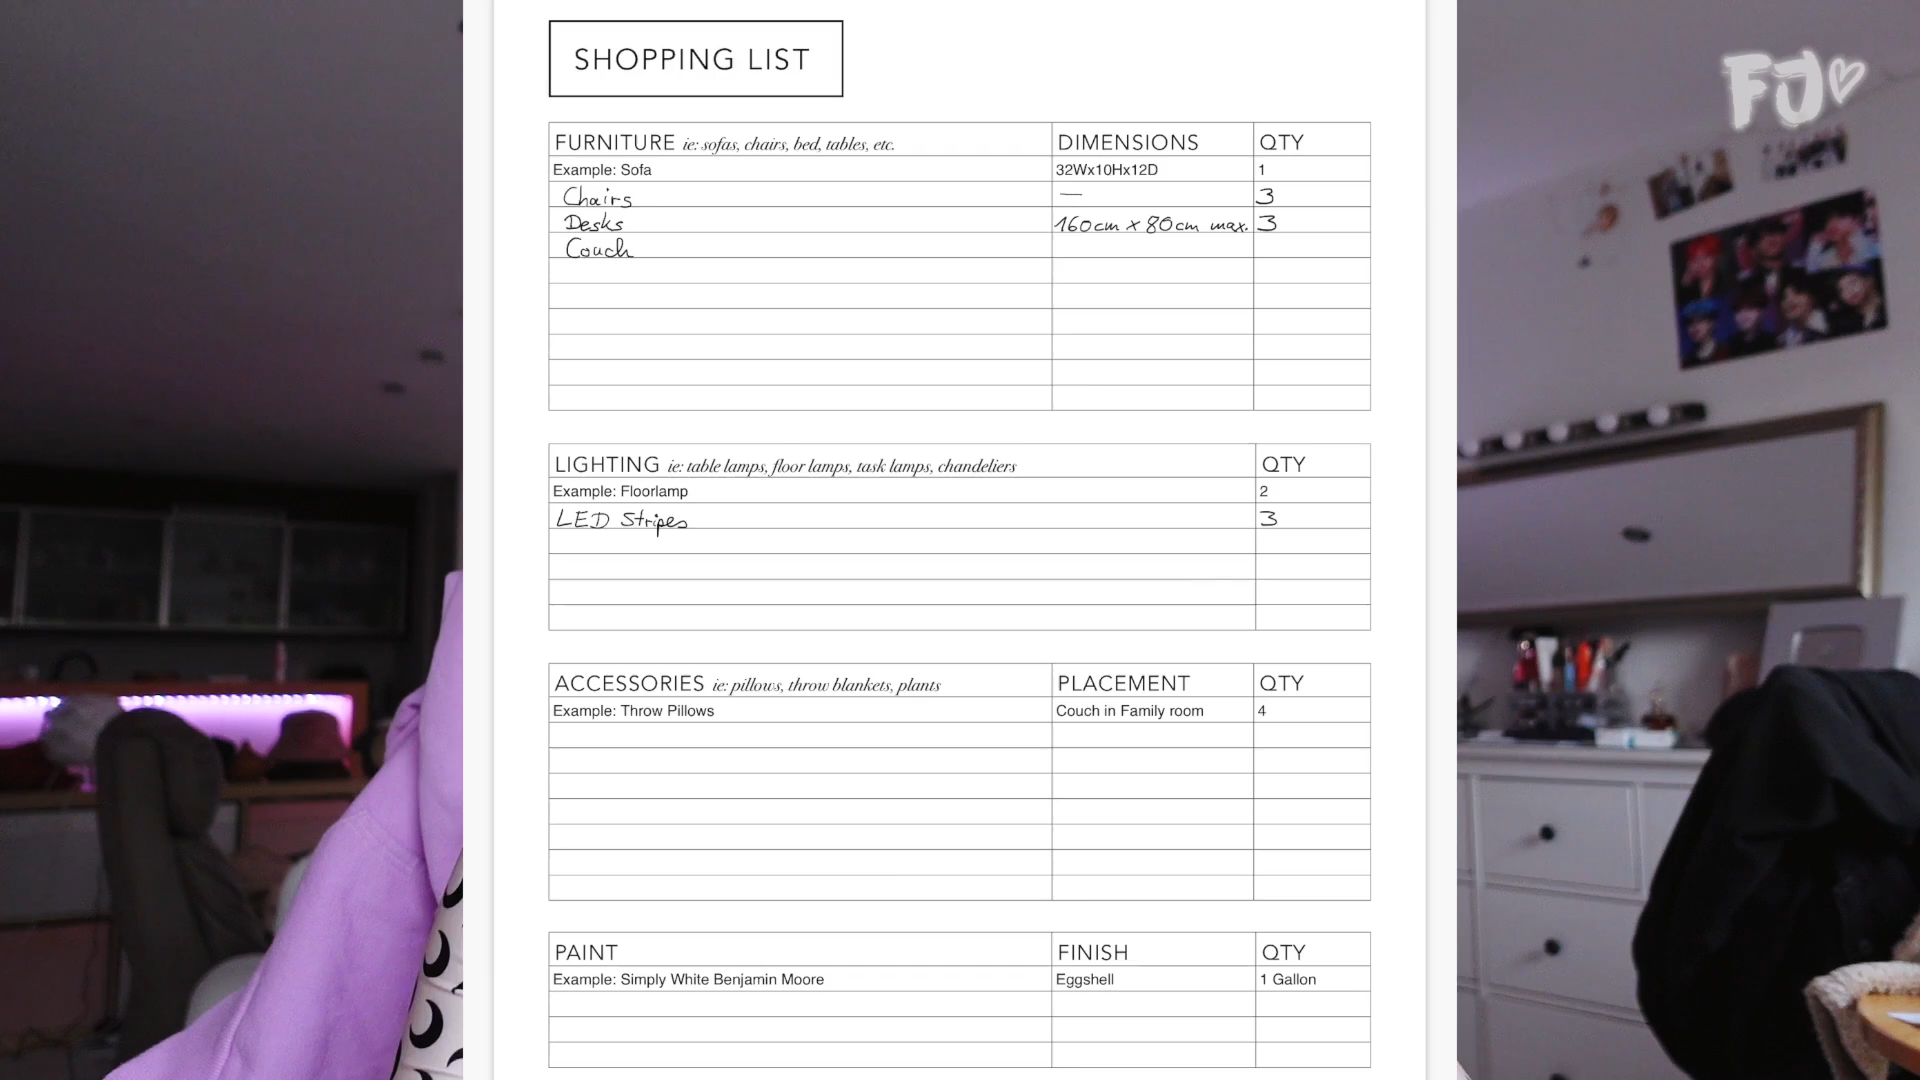 FJ♡
SHOPPING LIST
FURNITURE ie: sofas, chairs, bed, tables, etc. DIMENSIONS QTY
Example: Sofa 32Wx10Hx12D 1
Chairs — 3
Desks 160cm x 80cm max. 3
Couch
LIGHTING ie: table lamps, floor lamps, task lamps, chandeliers QTY
Example: Floorlamp 2
LED Stripes 3
ACCESSORIES ie: pillows, throw blankets, plants PLACEMENT QTY
Example: Throw Pillows Couch in Family room 4
PAINT FINISH QTY
Example: Simply White Benjamin Moore Eggshell 1 Gallon